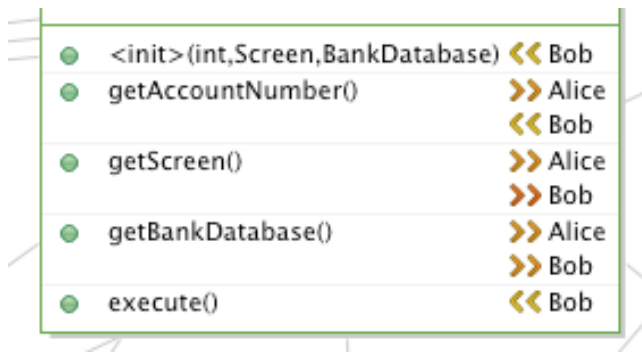 <init>(int,Screen,BankDatabase) << Bob
getAccountNumber() >> Alice
<< Bob
getScreen() >> Alice
>> Bob
getBankDatabase() >> Alice
>> Bob
execute() << Bob